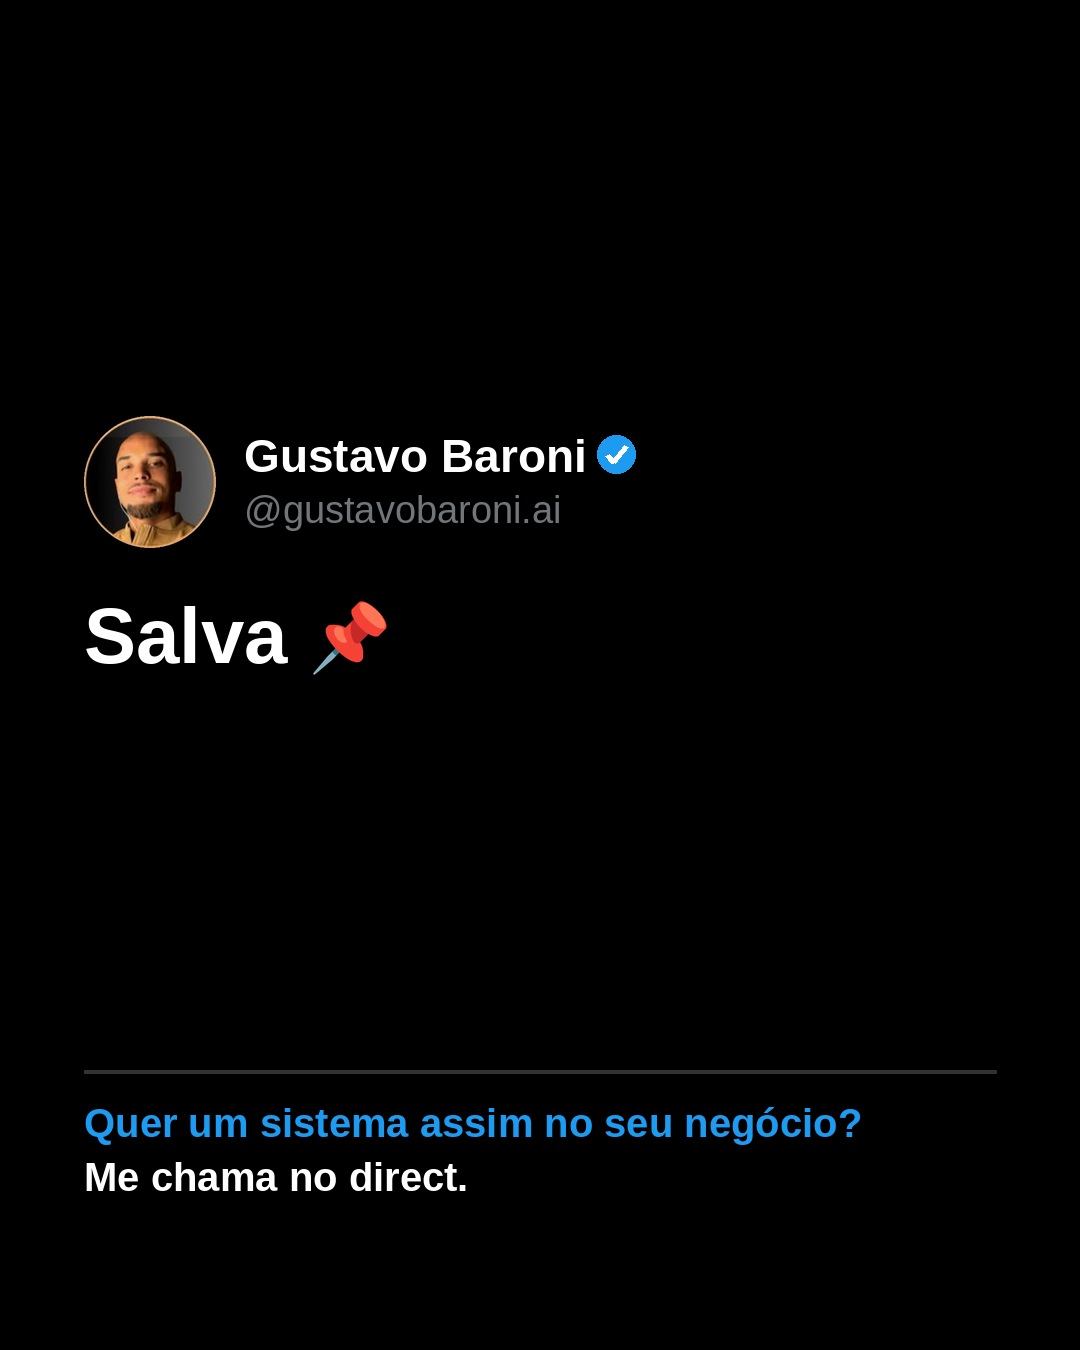 Gustavo Baroni
@gustavobaroni.ai
Salva 📌
Quer um sistema assim no seu negócio?
Me chama no direct.